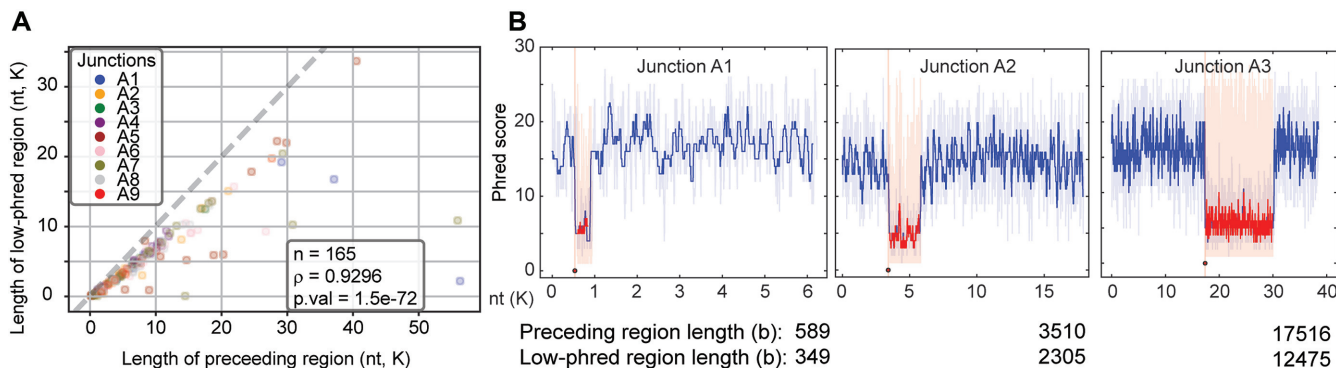 A
Length of low-phred region (nt, K)
30
20
10
0
Junctions
A1
A2
A3
A4
A5
A6
A7
A8
A9
n = 165
ρ = 0.9296
p.val = 1.5e-72
0 10 20 30 40 50
Length of preceeding region (nt, K)
B
Phred score
30
20
10
0
Junction A1
Junction A2
Junction A3
nt (K)
0 1 2 3 4 5 6
0 5 10 15
0 10 20 30 40
Preceding region length (b): 589 3510 17516
Low-phred region length (b): 349 2305 12475